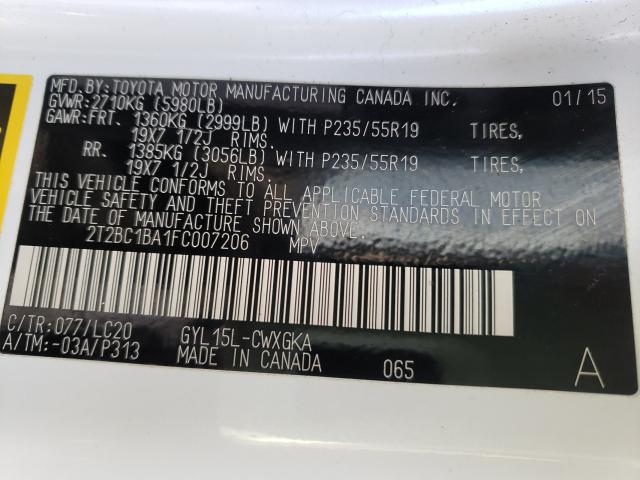 MFD.BY:TOYOTA MOTOR MANUFACTURING CANADA INC. 01/15
GVWR:2710KG (5980LB)
GAWR:FRT. 1360KG (2999LB) WITH P235/55R19 TIRES,
19X7 1/2J RIMS.
RR. 1385KG (3056LB) WITH P235/55R19 TIRES,
19X7 1/2J RIMS.
THIS VEHICLE CONFORMS TO ALL APPLICABLE FEDERAL MOTOR
VEHICLE SAFETY AND THEFT PREVENTION STANDARDS IN EFFECT ON
THE DATE OF MANUFACTURE SHOWN ABOVE.
2T2BC1BA1FC007206 MPV
C/TR:077/LC20 GYL15L-CWXGKA
A/TM:-03A/P313 MADE IN CANADA 065 A